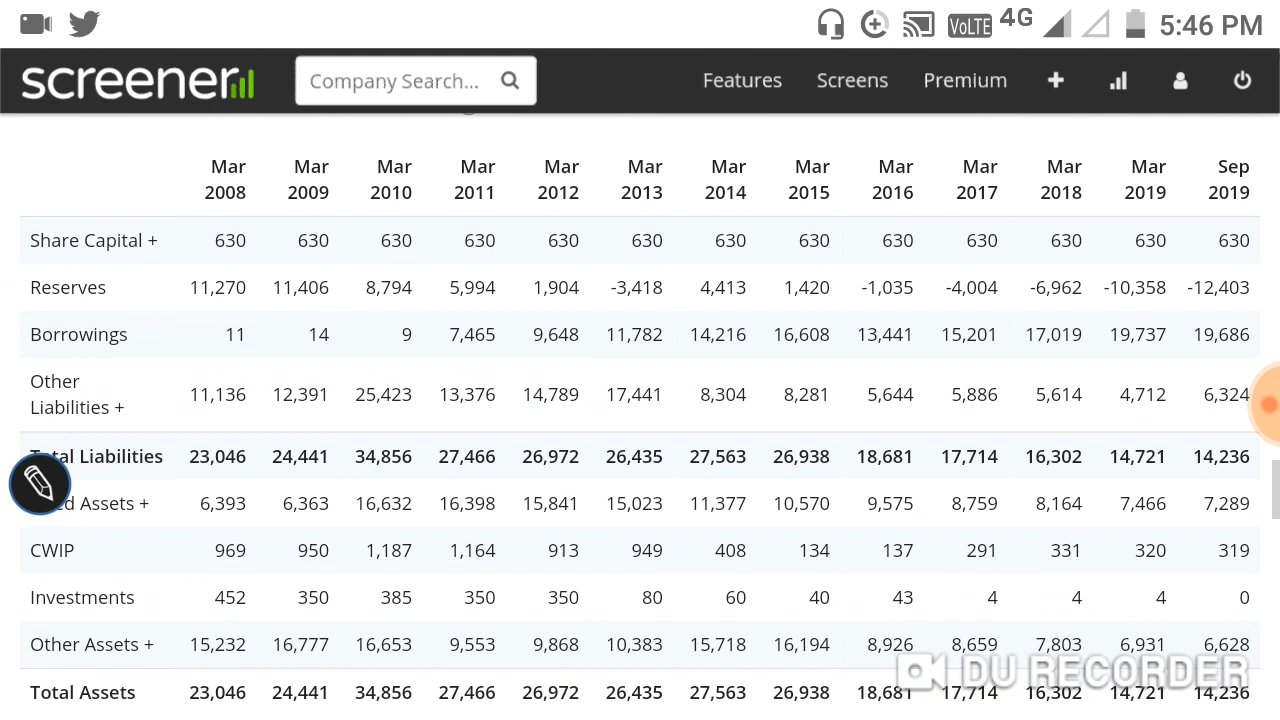 VoLTE 4G 5:46 PM
screener Company Search... Features Screens Premium
Mar 2008 Mar 2009 Mar 2010 Mar 2011 Mar 2012 Mar 2013 Mar 2014 Mar 2015 Mar 2016 Mar 2017 Mar 2018 Mar 2019 Sep 2019
Share Capital + 630 630 630 630 630 630 630 630 630 630 630 630 630
Reserves 11,270 11,406 8,794 5,994 1,904 -3,418 4,413 1,420 -1,035 -4,004 -6,962 -10,358 -12,403
Borrowings 11 14 9 7,465 9,648 11,782 14,216 16,608 13,441 15,201 17,019 19,737 19,686
Other Liabilities + 11,136 12,391 25,423 13,376 14,789 17,441 8,304 8,281 5,644 5,886 5,614 4,712 6,324
Total Liabilities 23,046 24,441 34,856 27,466 26,972 26,435 27,563 26,938 18,681 17,714 16,302 14,721 14,236
Assets + 6,393 6,363 16,632 16,398 15,841 15,023 11,377 10,570 9,575 8,759 8,164 7,466 7,289
CWIP 969 950 1,187 1,164 913 949 408 134 137 291 331 320 319
Investments 452 350 385 350 350 80 60 40 43 4 4 4 0
Other Assets + 15,232 16,777 16,653 9,553 9,868 10,383 15,718 16,194 8,926 8,659 7,803 6,931 6,628
DU RECORDER
Total Assets 23,046 24,441 34,856 27,466 26,972 26,435 27,563 26,938 18,681 17,714 16,302 14,721 14,236